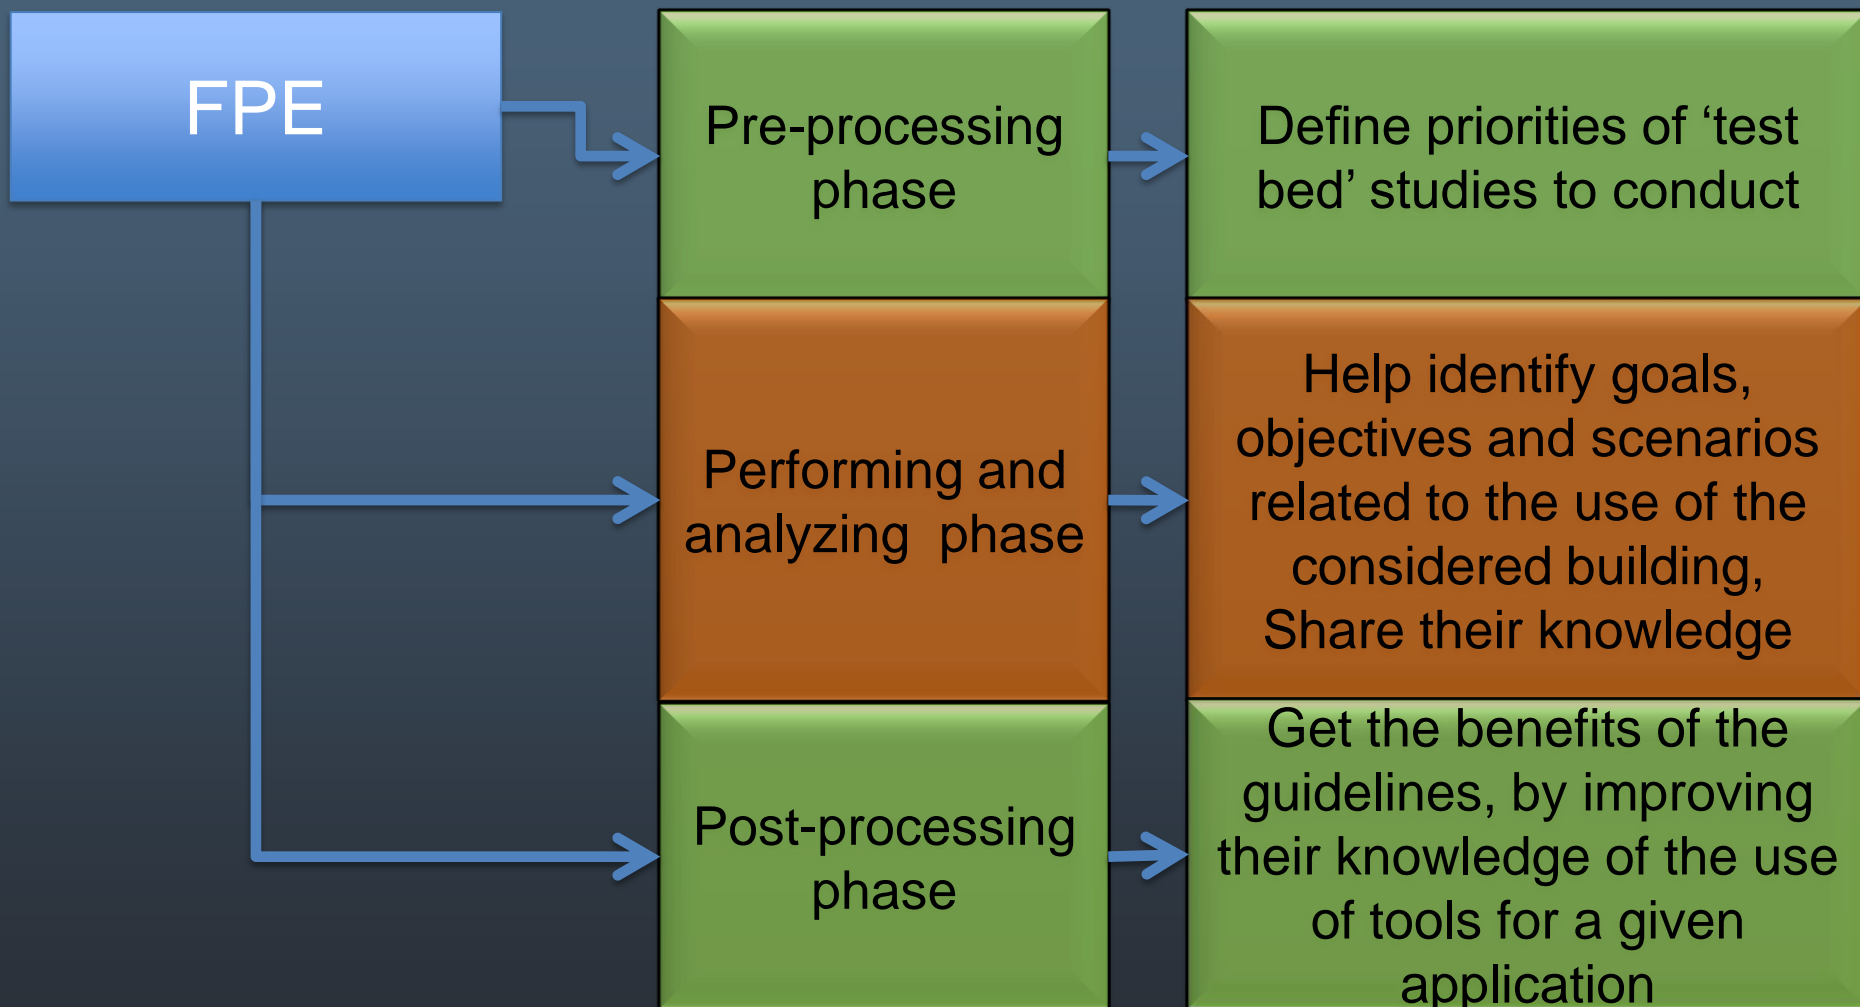 FPE
Pre-processing
phase
Define priorities of ‘test
bed’ studies to conduct
Performing and
analyzing  phase
Help identify goals,
objectives and scenarios
related to the use of the
considered building,
Share their knowledge
Post-processing
phase
Get the benefits of the
guidelines, by improving
their knowledge of the use
of tools for a given
application